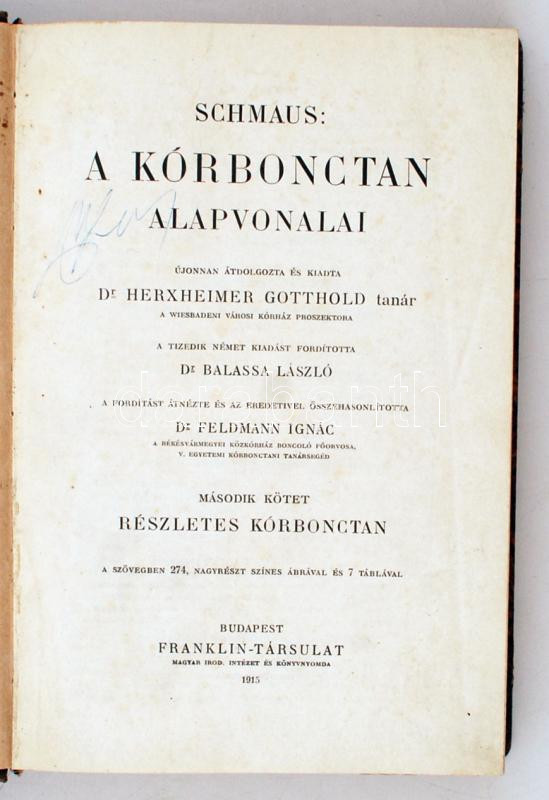 SCHMAUS:
A KÓRBONCTAN
ALAPVONALAI
ÚJONNAN ÁTDOLGOZTA ÉS KIADTA
Dr HERXHEIMER GOTTHOLD tanár
A WIESBADENI VÁROSI KÓRHÁZ PROSZEKTORA
A TIZEDIK NÉMET KIADÁST FORDÍTOTTA
Dr BALASSA LÁSZLÓ
A FORDÍTÁST ÁTNÉZTE ÉS AZ EREDETIVEL ÖSSZEHASONLÍTOTTA
Dr FELDMANN IGNÁC
A BÉKÉSVÁRMEGYEI KÖZKÓRHÁZ BONCOLÓ FŐORVOSA,
V. EGYETEMI KÓRBONCTANI TANÁRSEGÉD
MÁSODIK KÖTET
RÉSZLETES KÓRBONCTAN
A SZÖVEGBEN 274, NAGYRÉSZT SZÍNES ÁBRÁVAL ÉS 7 TÁBLÁVAL
BUDAPEST
FRANKLIN-TÁRSULAT
MAGYAR IROD. INTÉZET ÉS KÖNYVNYOMDA
1915